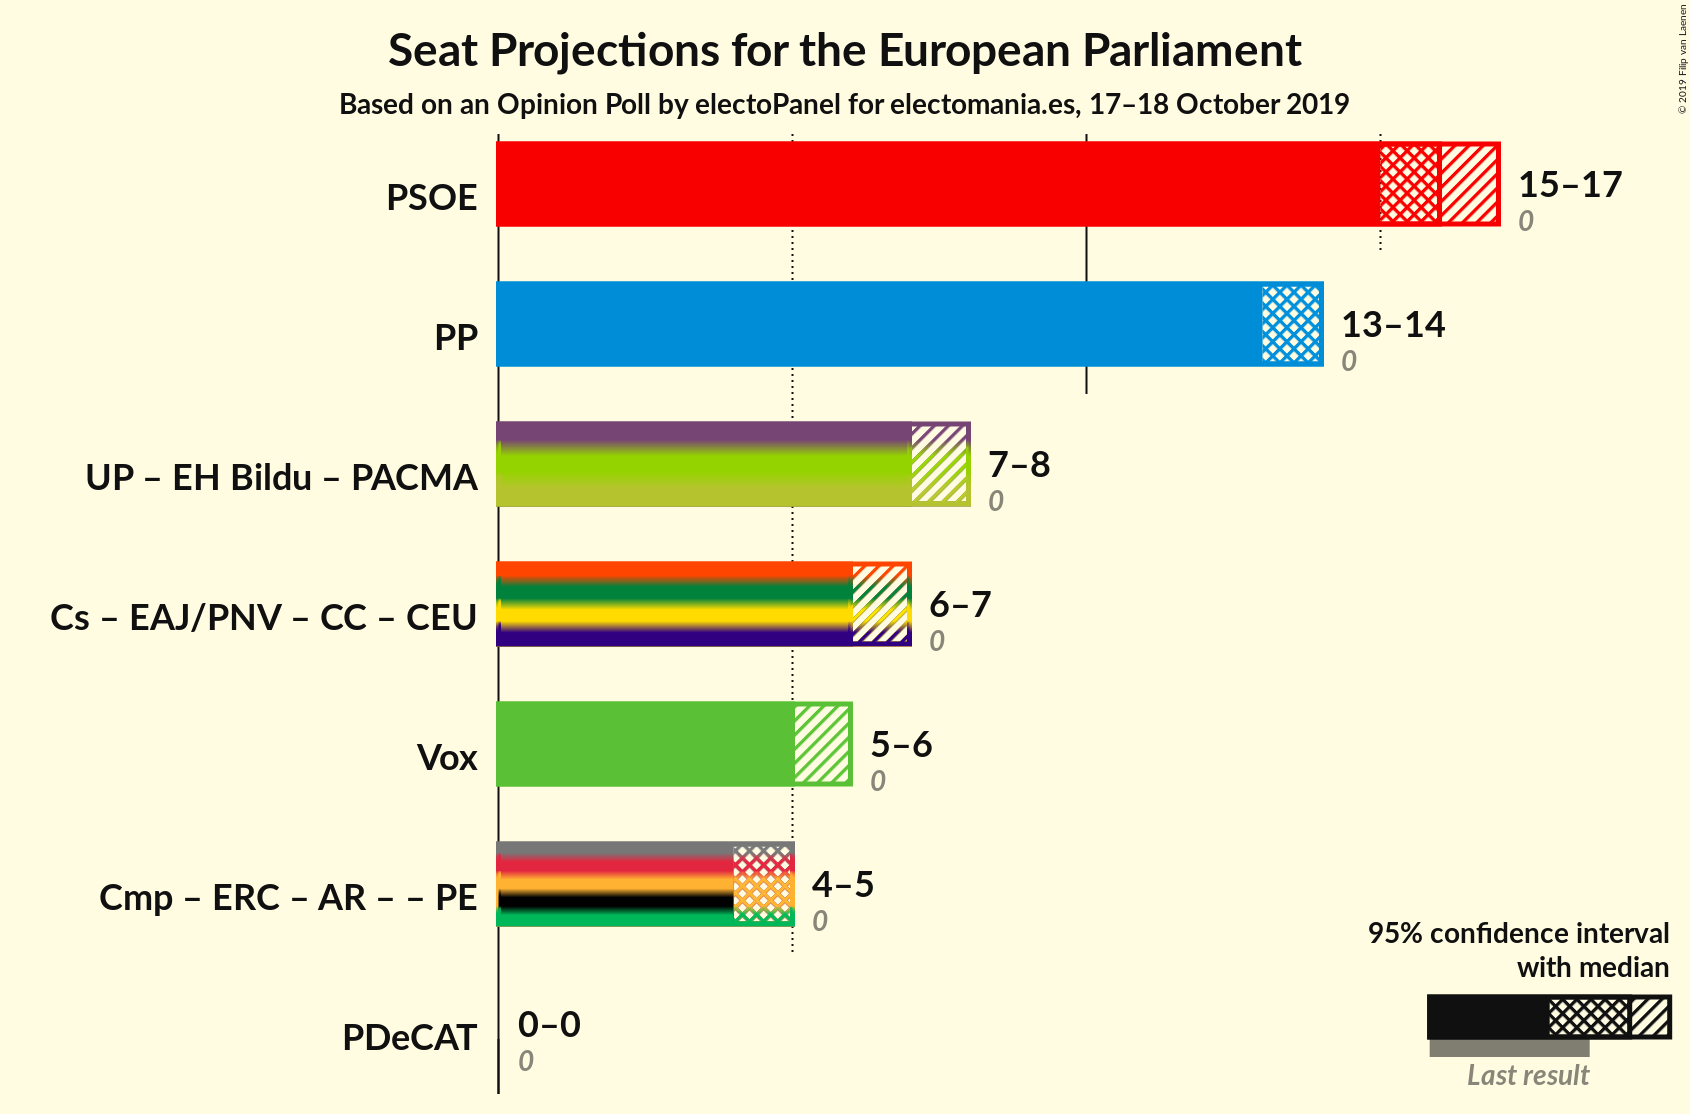 Seat Projections for the European Parliament
Based on an Opinion Poll by electoPanel for electomania.es, 17–18 October 2019
© 2019 Filip van Laenen
PSOE
15–17
0
PP
13–14
0
UP – EH Bildu – PACMA
7–8
0
Cs – EAJ/PNV – CC – CEU
6–7
0
Vox
5–6
0
Cmp – ERC – AR – – PE
4–5
0
PDeCAT
0–0
0
95% confidence interval
with median
Last result